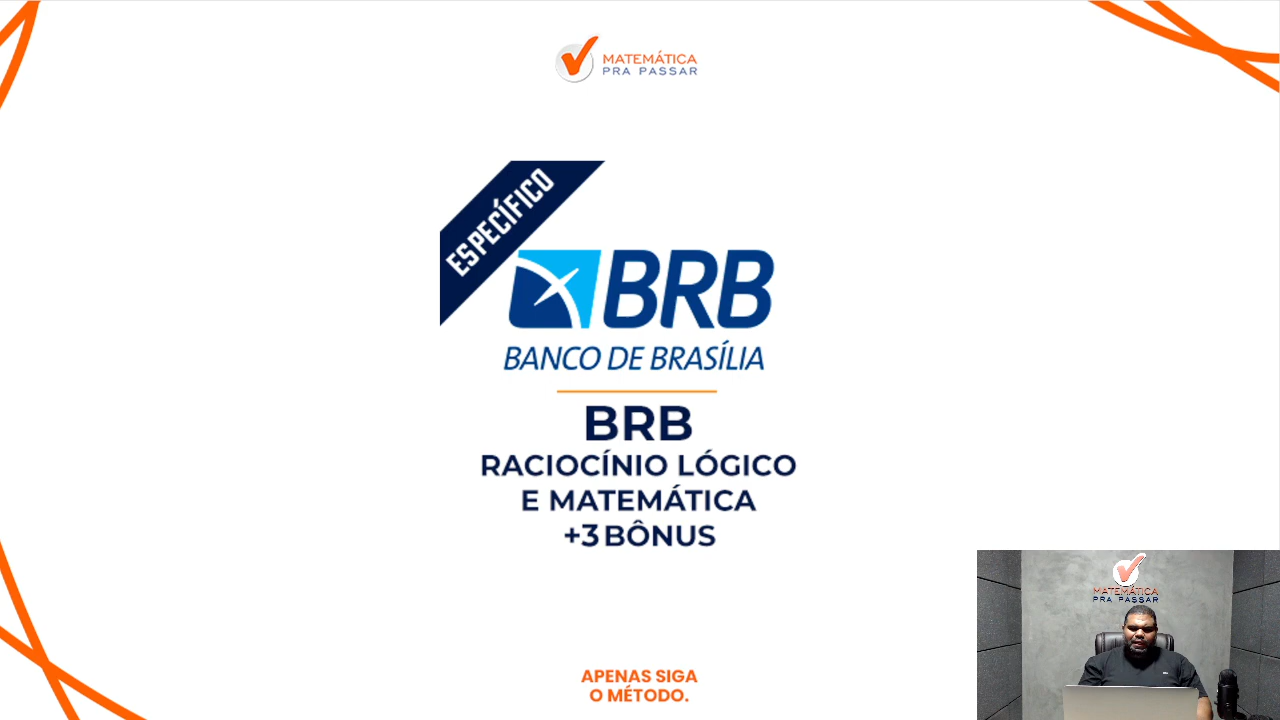 MATEMÁTICA
PRA PASSAR
ESPECÍFICO
BRB
BANCO DE BRASÍLIA
BRB
RACIOCÍNIO LÓGICO
E MATEMÁTICA
+3 BÔNUS
MATEMÁTICA
PRA PASSAR
APENAS SIGA
O MÉTODO.